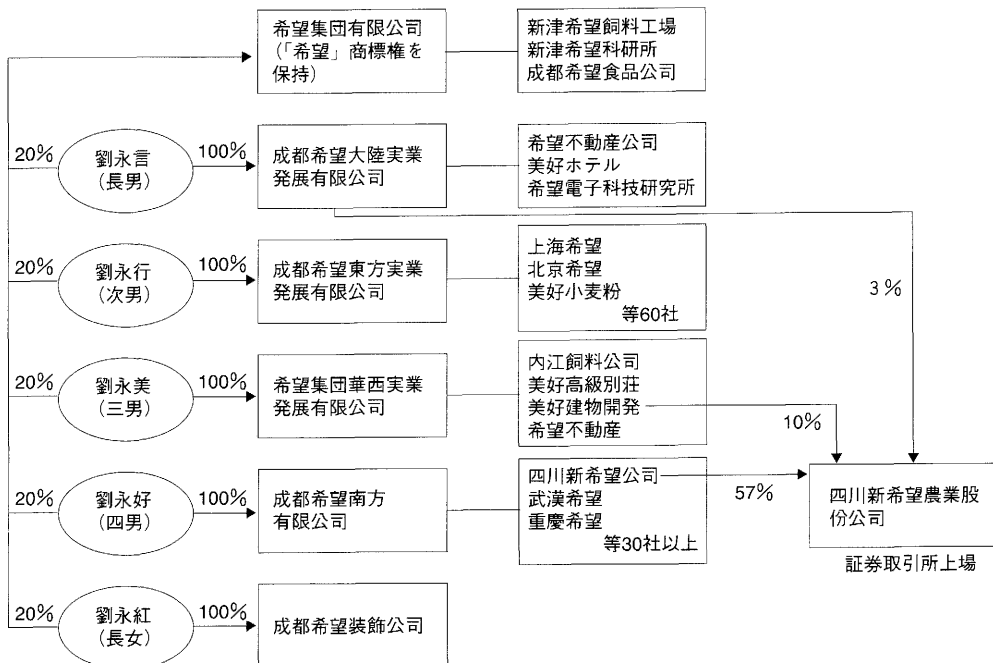 希望集団有限公司
(「希望」商標権を
保持)
新津希望飼料工場
新津希望科研所
成都希望食品公司
20%
劉永言
(長男)
100%
成都希望大陸実業
発展有限公司
希望不動産公司
美好ホテル
希望電子科技研究所
20%
劉永行
(次男)
100%
成都希望東方実業
発展有限公司
上海希望
北京希望
美好小麦粉
等60社
3%
20%
劉永美
(三男)
100%
希望集団華西実業
発展有限公司
内江飼料公司
美好高級別荘
美好建物開発
希望不動産
10%
20%
劉永好
(四男)
100%
成都希望南方
有限公司
四川新希望公司
武漢希望
重慶希望
等30社以上
57%
四川新希望農業股
份公司
証券取引所上場
20%
劉永紅
(長女)
100%
成都希望装飾公司